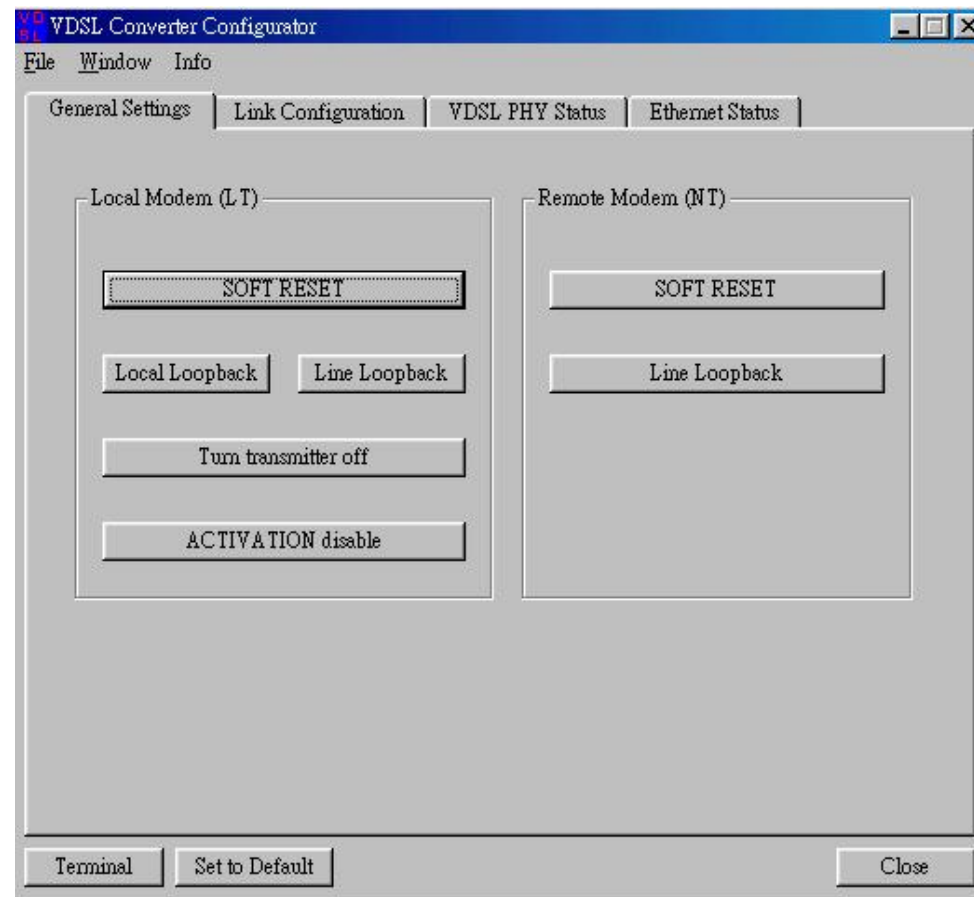 VD SL VDSL Converter Configurator
File Window Info
General Settings Link Configuration VDSL PHY Status Ethernet Status
Local Modem (LT) Remote Modem (NT)
SOFT RESET SOFT RESET
Local Loopback Line Loopback Line Loopback
Turn transmitter off
ACTIVATION disable
Terminal Set to Default Close